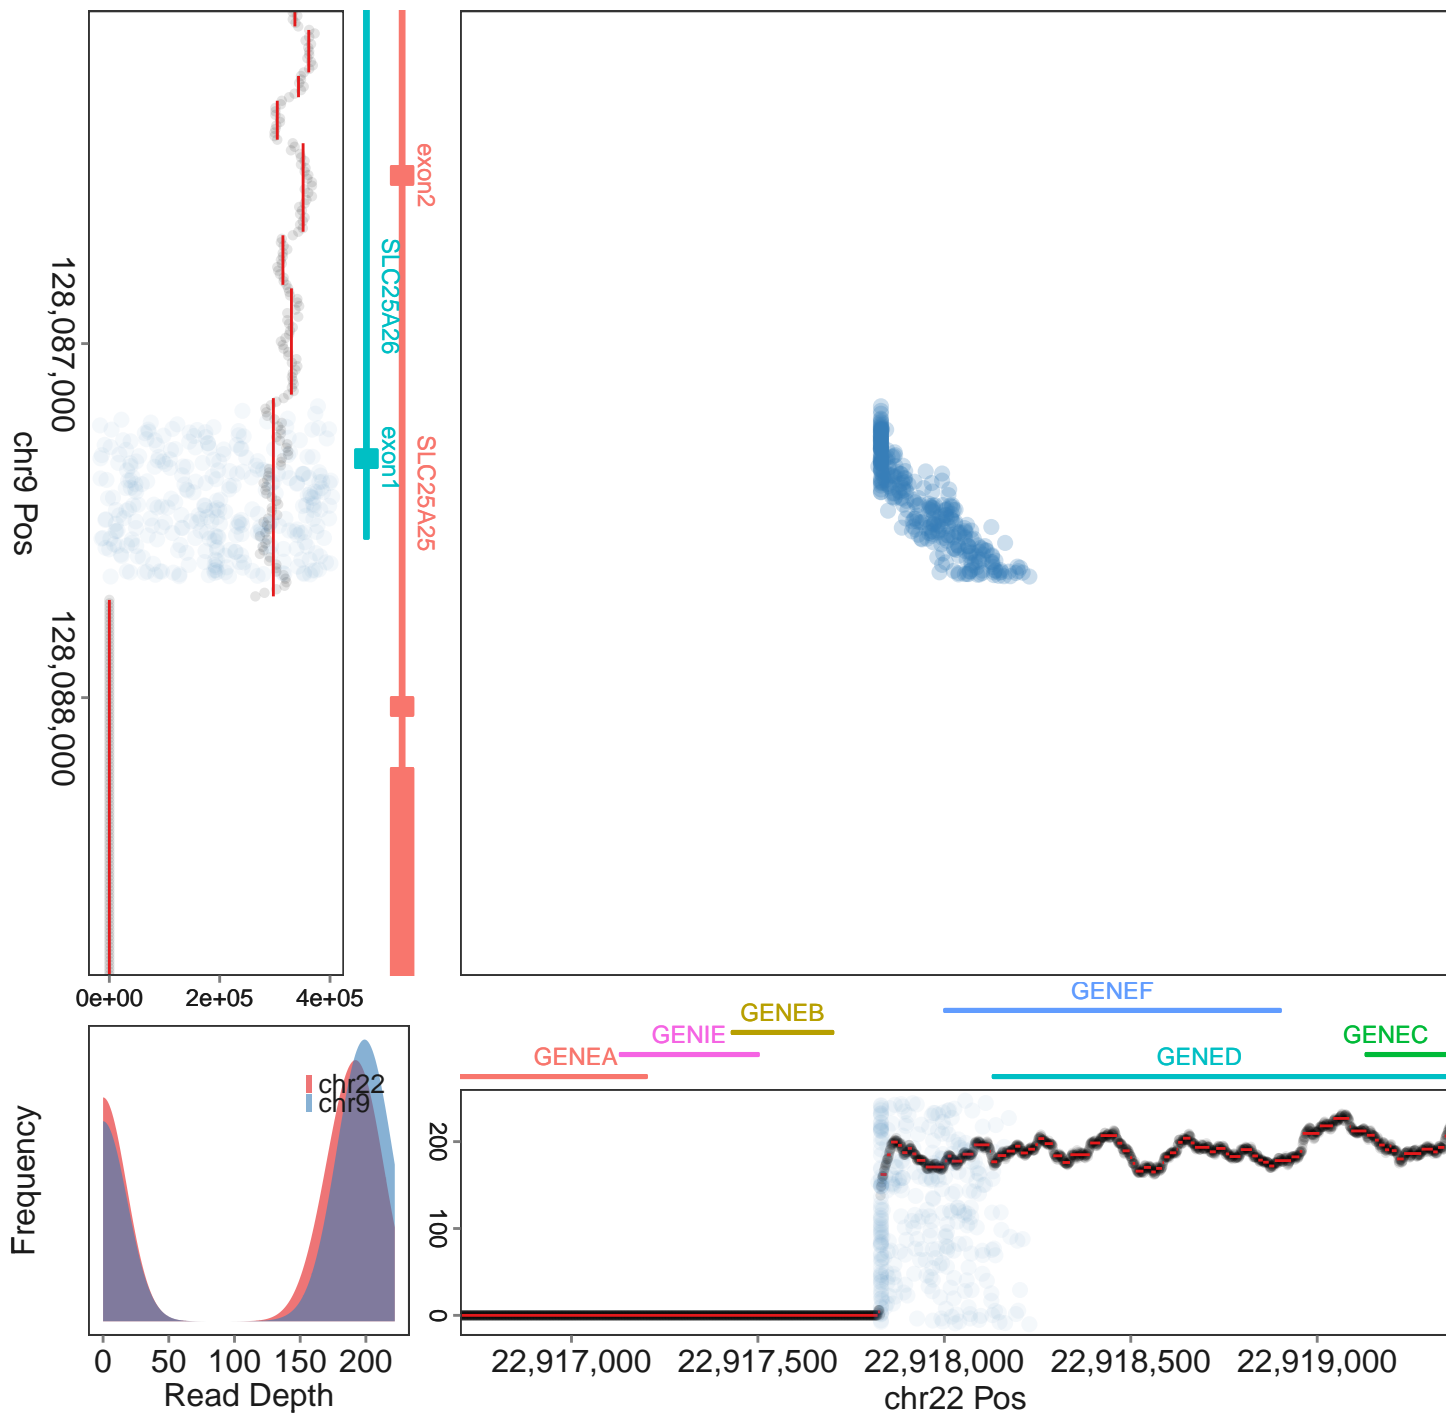 exon2
SLC25A26
128,087,000
chr9 Pos
exon1
SLC25A25
128,088,000
0e+00 2e+05 4e+05
GENEF
GENEB
GENIE
GENEC
GENEA
GENED
chr22
chr9
Frequency
200
100
0
0 50 100 150 200
Read Depth
22,917,000 22,917,500 22,918,000 22,918,500 22,919,000
chr22 Pos